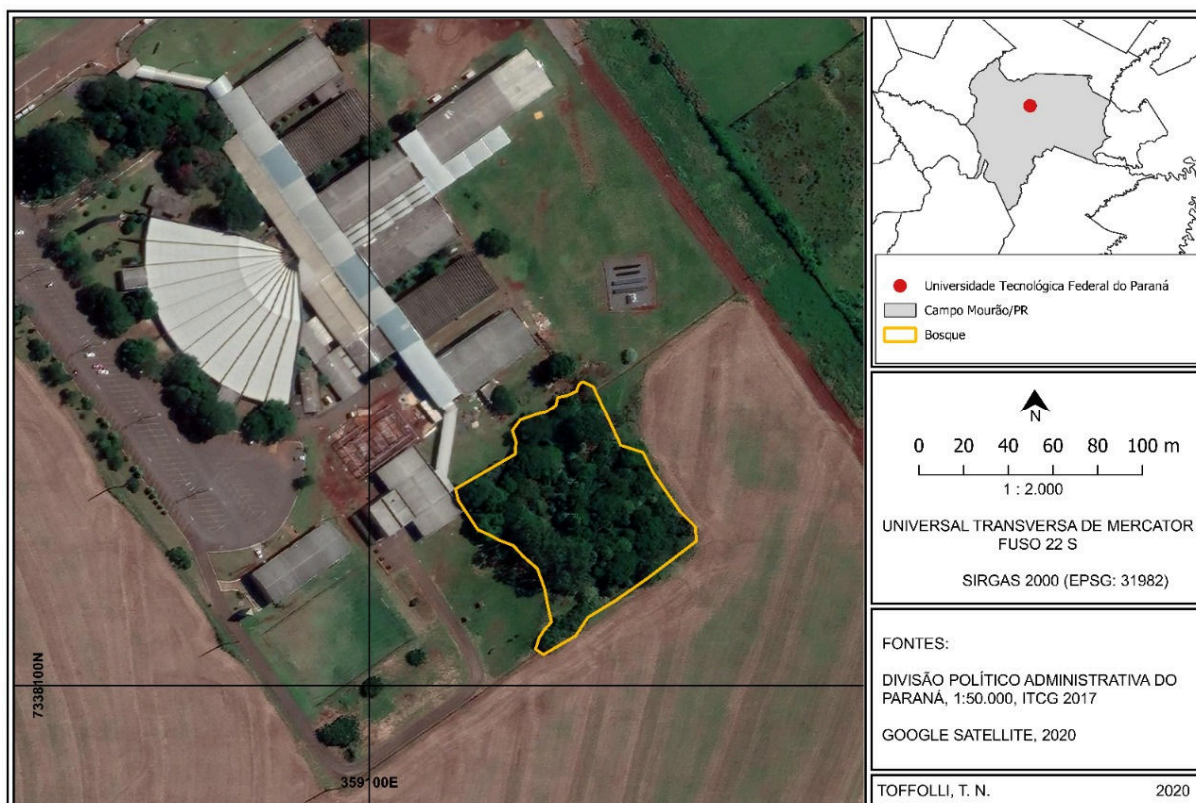 7338100N
359100E
Universidade Tecnológica Federal do Paraná
Campo Mourão/PR
Bosque
N
0 20 40 60 80 100 m
1 : 2.000
UNIVERSAL TRANSVERSA DE MERCATOR
FUSO 22 S
SIRGAS 2000 (EPSG: 31982)
FONTES:
DIVISÃO POLÍTICO ADMINISTRATIVA DO
PARANÁ, 1:50.000, ITCG 2017
GOOGLE SATELLITE, 2020
TOFFOLLI, T. N. 2020